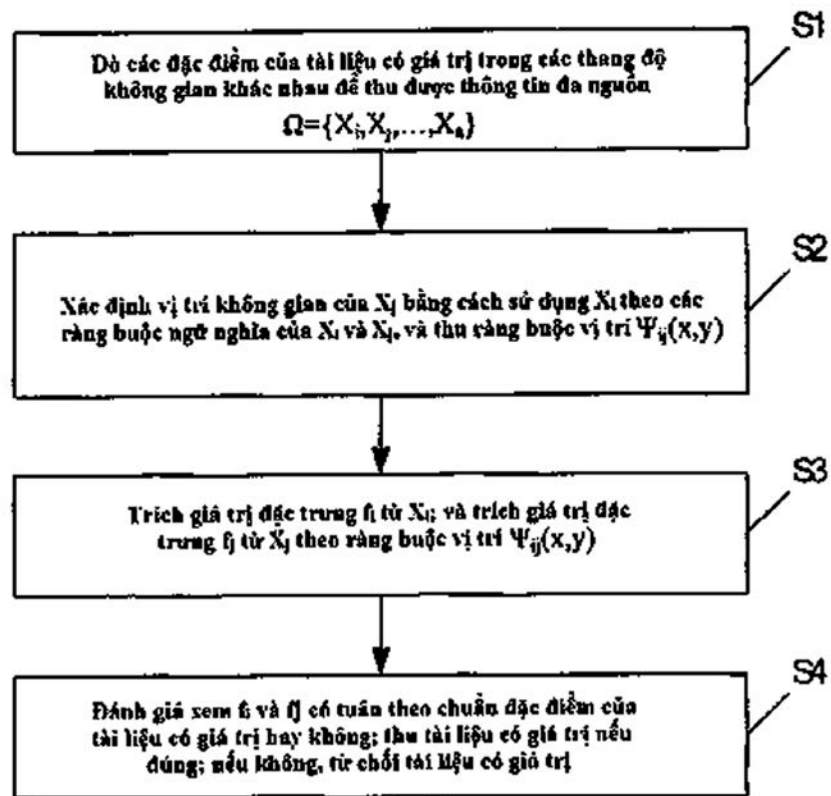 S1
Dò các đặc điểm của tài liệu có giá trị trong các thang độ
không gian khác nhau để thu được thông tin đa nguồn
Ω={Xᵢ,Xⱼ,...,Xₙ}
S2
Xác định vị trí không gian của Xⱼ bằng cách sử dụng Xᵢ theo các
ràng buộc ngữ nghĩa của Xᵢ và Xⱼ, và thu ràng buộc vị trí Ψᵢⱼ(x,y)
S3
Trích giá trị đặc trưng fᵢ từ Xᵢ; và trích giá trị đặc
trưng fⱼ từ Xⱼ theo ràng buộc vị trí Ψᵢⱼ(x,y)
S4
Đánh giá xem fᵢ và fⱼ có tuân theo chuẩn đặc điểm của
tài liệu có giá trị hay không; thu tài liệu có giá trị nếu
đúng; nếu không, từ chối tài liệu có giá trị